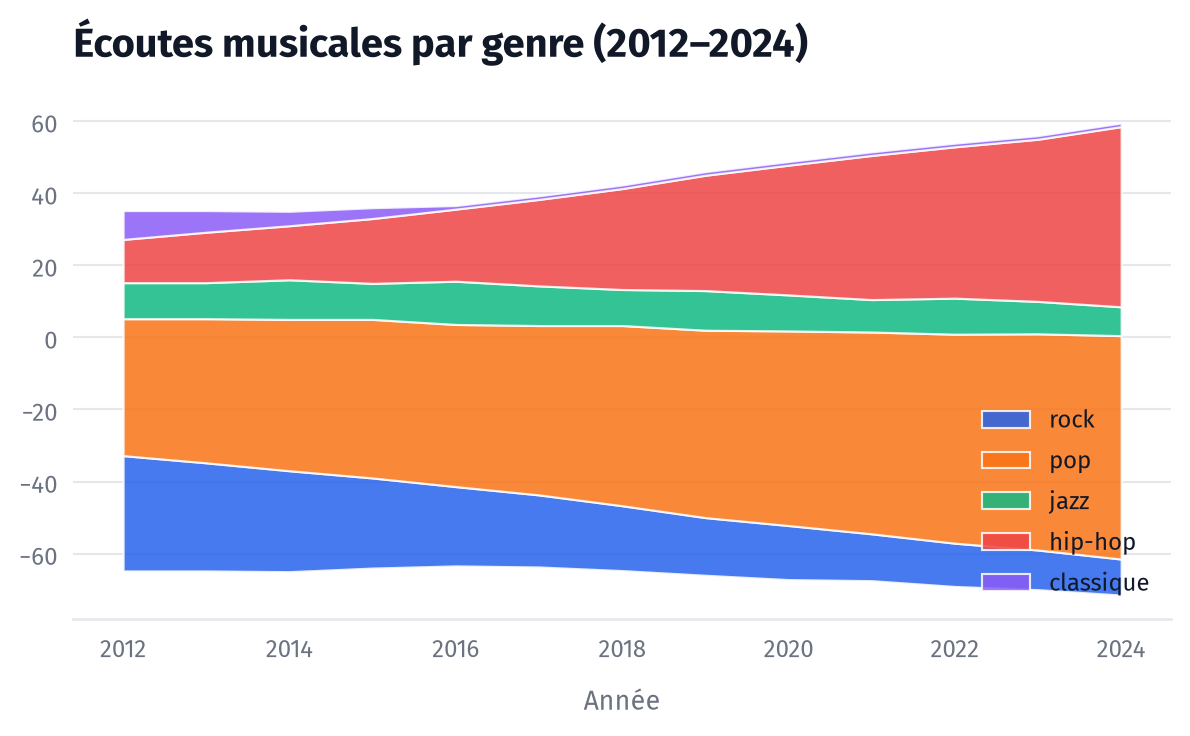 Écoutes musicales par genre (2012–2024)
60
40
20
0
−20
−40
−60
rock
pop
jazz
hip-hop
classique
2012 2014 2016 2018 2020 2022 2024
Année